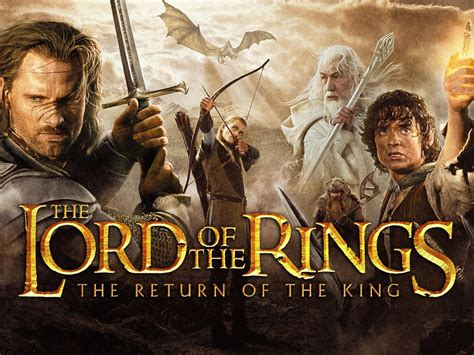 THE LORD OF THE RINGS
THE RETURN OF THE KING